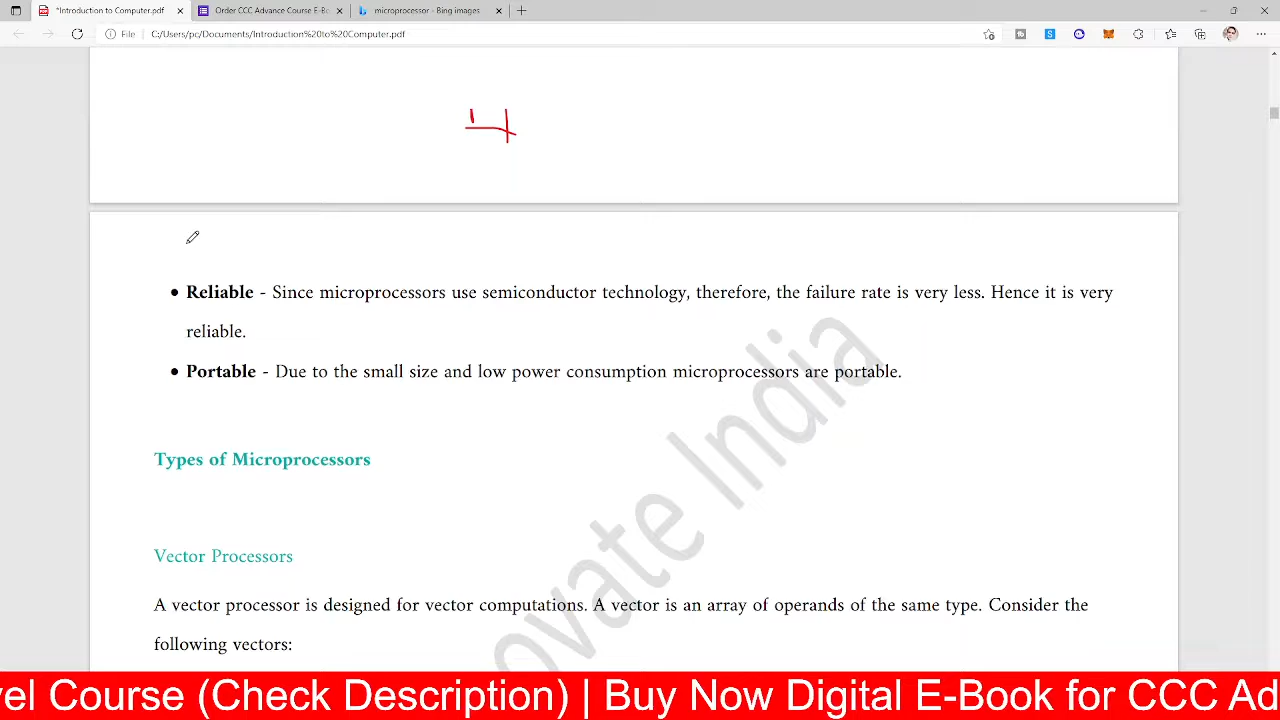 *Introduction to Computer.pdf
Order CCC Advance Course E-Bo
microprocessor - Bing images
File
C:/Users/pc/Documents/Introduction%20to%20Computer.pdf
• Reliable - Since microprocessors use semiconductor technology, therefore, the failure rate is very less. Hence it is very
reliable.
• Portable - Due to the small size and low power consumption microprocessors are portable.
Types of Microprocessors
Vector Processors
A vector processor is designed for vector computations. A vector is an array of operands of the same type. Consider the
following vectors:
ovate India
vel Course (Check Description) | Buy Now Digital E-Book for CCC Ad